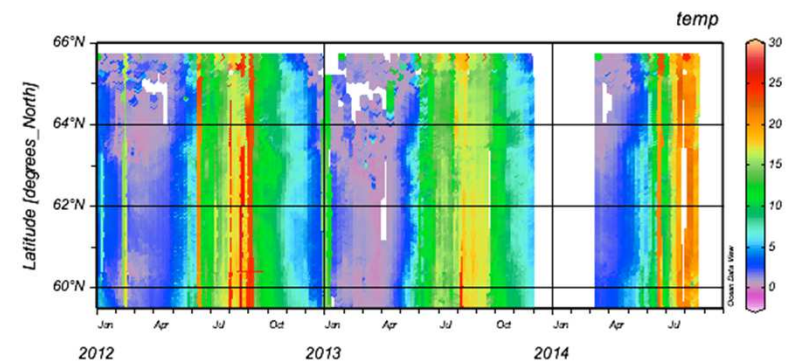 temp
66°N
64°N
62°N
60°N
Latitude [degrees_North]
30
25
20
15
10
5
0
Ocean Data View
Jan Apr Jul Oct Jan Apr Jul Oct Jan Apr Jul
2012 2013 2014